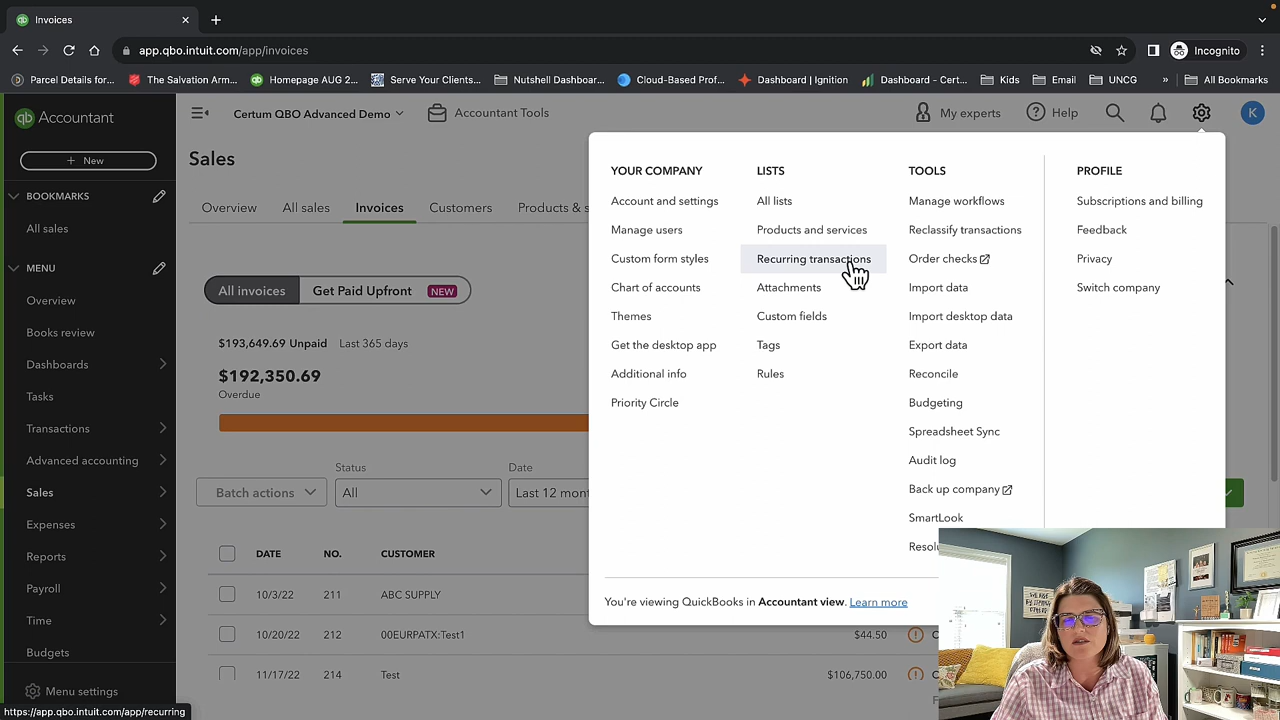 Invoices
app.qbo.intuit.com/app/invoices
Incognito
Parcel Details for...
The Salvation Arm...
Homepage AUG 2...
Serve Your Clients...
Nutshell Dashboar...
Cloud-Based Prof...
Dashboard | Ignition
Dashboard - Cert...
Kids
Email
UNCG
»
All Bookmarks
qb Accountant
+ New
BOOKMARKS
All sales
MENU
Overview
Books review
Dashboards
Tasks
Transactions
Advanced accounting
Sales
Expenses
Reports
Payroll
Time
Budgets
Menu settings
https://app.qbo.intuit.com/app/recurring
Certum QBO Advanced Demo
Accountant Tools
My experts
Help
K
Sales
Overview
All sales
Invoices
Customers
Products & s
All invoices
Get Paid Upfront NEW
$193,649.69 Unpaid Last 365 days
$192,350.69
Overdue
Batch actions
Status
All
Date
Last 12 mont
DATE NO. CUSTOMER
10/3/22 211 ABC SUPPLY
10/20/22 212 00EURPATX:Test1 $44.50
11/17/22 214 Test $106,750.00
YOUR COMPANY
Account and settings
Manage users
Custom form styles
Chart of accounts
Themes
Get the desktop app
Additional info
Priority Circle
LISTS
All lists
Products and services
Recurring transactions
Attachments
Custom fields
Tags
Rules
TOOLS
Manage workflows
Reclassify transactions
Order checks
Import data
Import desktop data
Export data
Reconcile
Budgeting
Spreadsheet Sync
Audit log
Back up company
SmartLook
Resolu
PROFILE
Subscriptions and billing
Feedback
Privacy
Switch company
You're viewing QuickBooks in Accountant view. Learn more